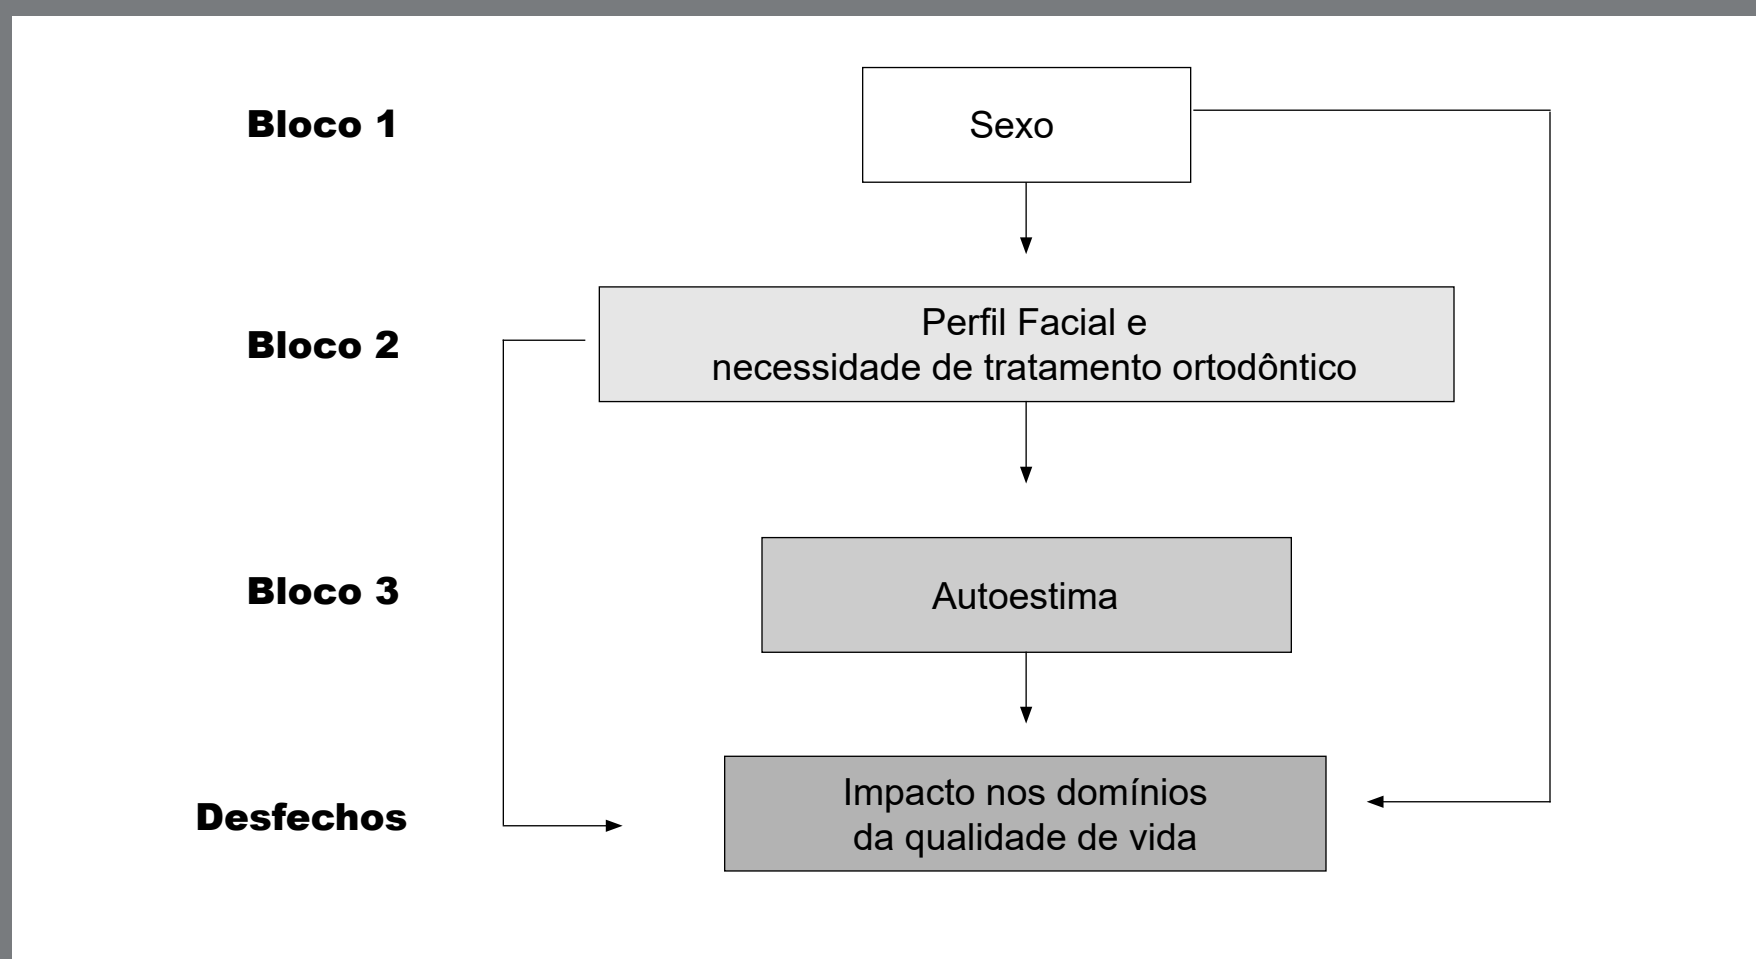 Bloco 1
Sexo
Bloco 2
Perfil Facial e
necessidade de tratamento ortodôntico
Bloco 3
Autoestima
Desfechos
Impacto nos domínios
da qualidade de vida